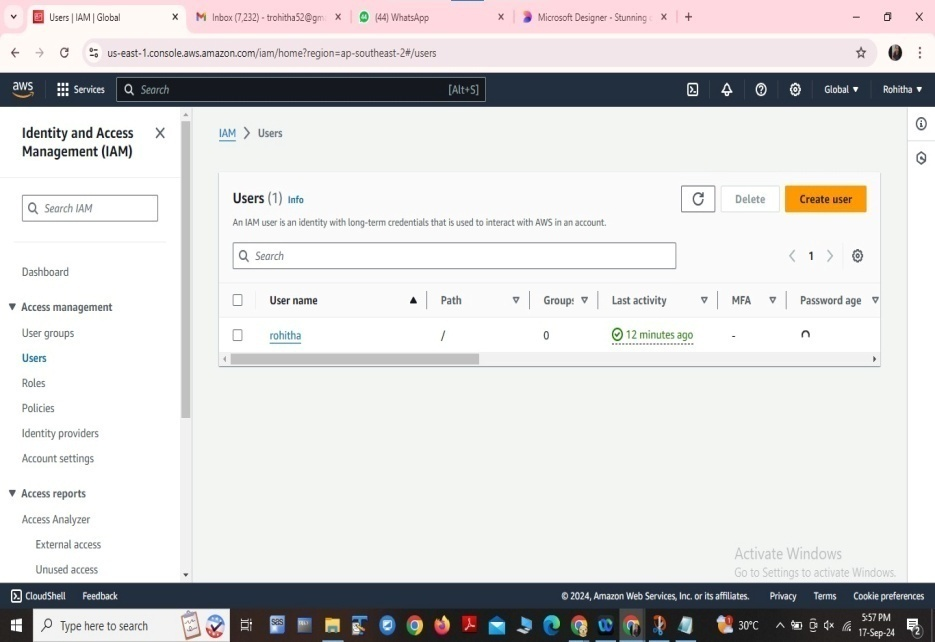 Users | IAM | Global
Inbox (7,232) - trohitha52@gm
(44) WhatsApp
Microsoft Designer - Stunning
us-east-1.console.aws.amazon.com/iam/home?region=ap-southeast-2#/users
aws
Services
Search
[Alt+S]
Global
Rohitha
Identity and Access
Management (IAM)
Search IAM
Dashboard
Access management
User groups
Users
Roles
Policies
Identity providers
Account settings
Access reports
Access Analyzer
External access
Unused access
IAM > Users
Users (1) Info
Delete
Create user
An IAM user is an identity with long-term credentials that is used to interact with AWS in an account.
Search
1
User name Path Groups Last activity MFA Password age
rohitha / 0 12 minutes ago -
Activate Windows
Go to Settings to activate Windows.
CloudShell Feedback
© 2024, Amazon Web Services, Inc. or its affiliates. Privacy Terms Cookie preferences
Type here to search
30°C
5:57 PM
17-Sep-24
2